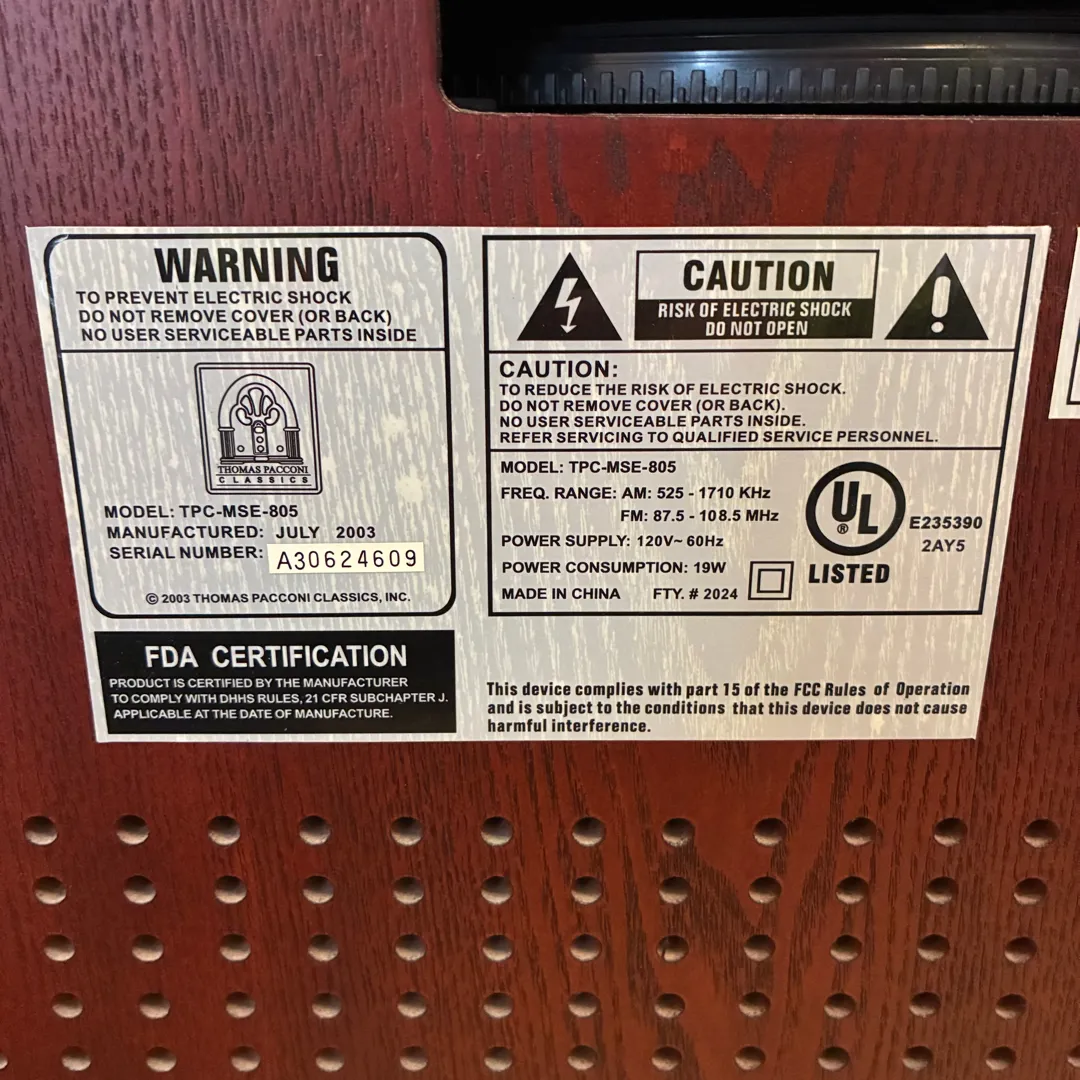 WARNING
TO PREVENT ELECTRIC SHOCK
DO NOT REMOVE COVER (OR BACK)
NO USER SERVICEABLE PARTS INSIDE
THOMAS PACCONI
CLASSICS
MODEL: TPC-MSE-805
MANUFACTURED: JULY 2003
SERIAL NUMBER: A30624609
© 2003 THOMAS PACCONI CLASSICS, INC.
FDA CERTIFICATION
PRODUCT IS CERTIFIED BY THE MANUFACTURER
TO COMPLY WITH DHHS RULES, 21 CFR SUBCHAPTER J.
APPLICABLE AT THE DATE OF MANUFACTURE.
CAUTION
RISK OF ELECTRIC SHOCK
DO NOT OPEN
CAUTION:
TO REDUCE THE RISK OF ELECTRIC SHOCK.
DO NOT REMOVE COVER (OR BACK).
NO USER SERVICEABLE PARTS INSIDE.
REFER SERVICING TO QUALIFIED SERVICE PERSONNEL.
MODEL: TPC-MSE-805
FREQ. RANGE: AM: 525 - 1710 KHz
FM: 87.5 - 108.5 MHz
POWER SUPPLY: 120V~ 60Hz
POWER CONSUMPTION: 19W
MADE IN CHINA FTY. # 2024
UL ®
LISTED
E235390
2AY5
This device complies with part 15 of the FCC Rules of Operation
and is subject to the conditions that this device does not cause
harmful interference.